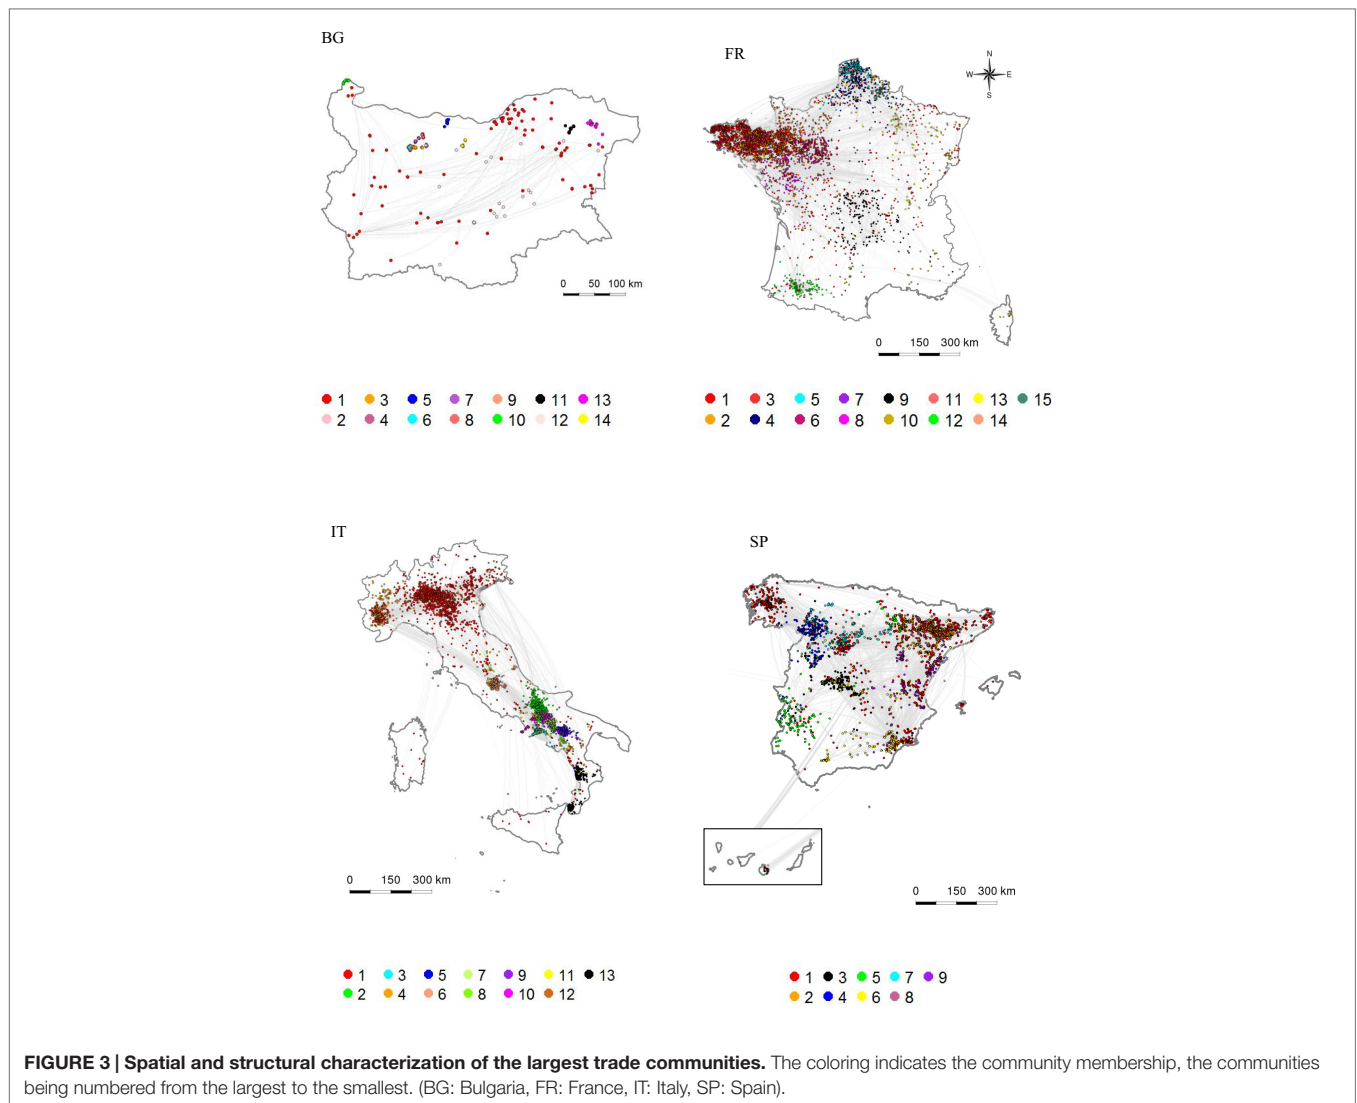 BG
FR
N
W E
S
0 50 100 km
0 150 300 km
1 3 5 7 9 11 13
2 4 6 8 10 12 14
1 3 5 7 9 11 13 15
2 4 6 8 10 12 14
IT
SP
0 150 300 km
0 150 300 km
1 3 5 7 9 11 13
2 4 6 8 10 12
1 3 5 7 9
2 4 6 8
FIGURE 3 | Spatial and structural characterization of the largest trade communities. The coloring indicates the community membership, the communities
being numbered from the largest to the smallest. (BG: Bulgaria, FR: France, IT: Italy, SP: Spain).